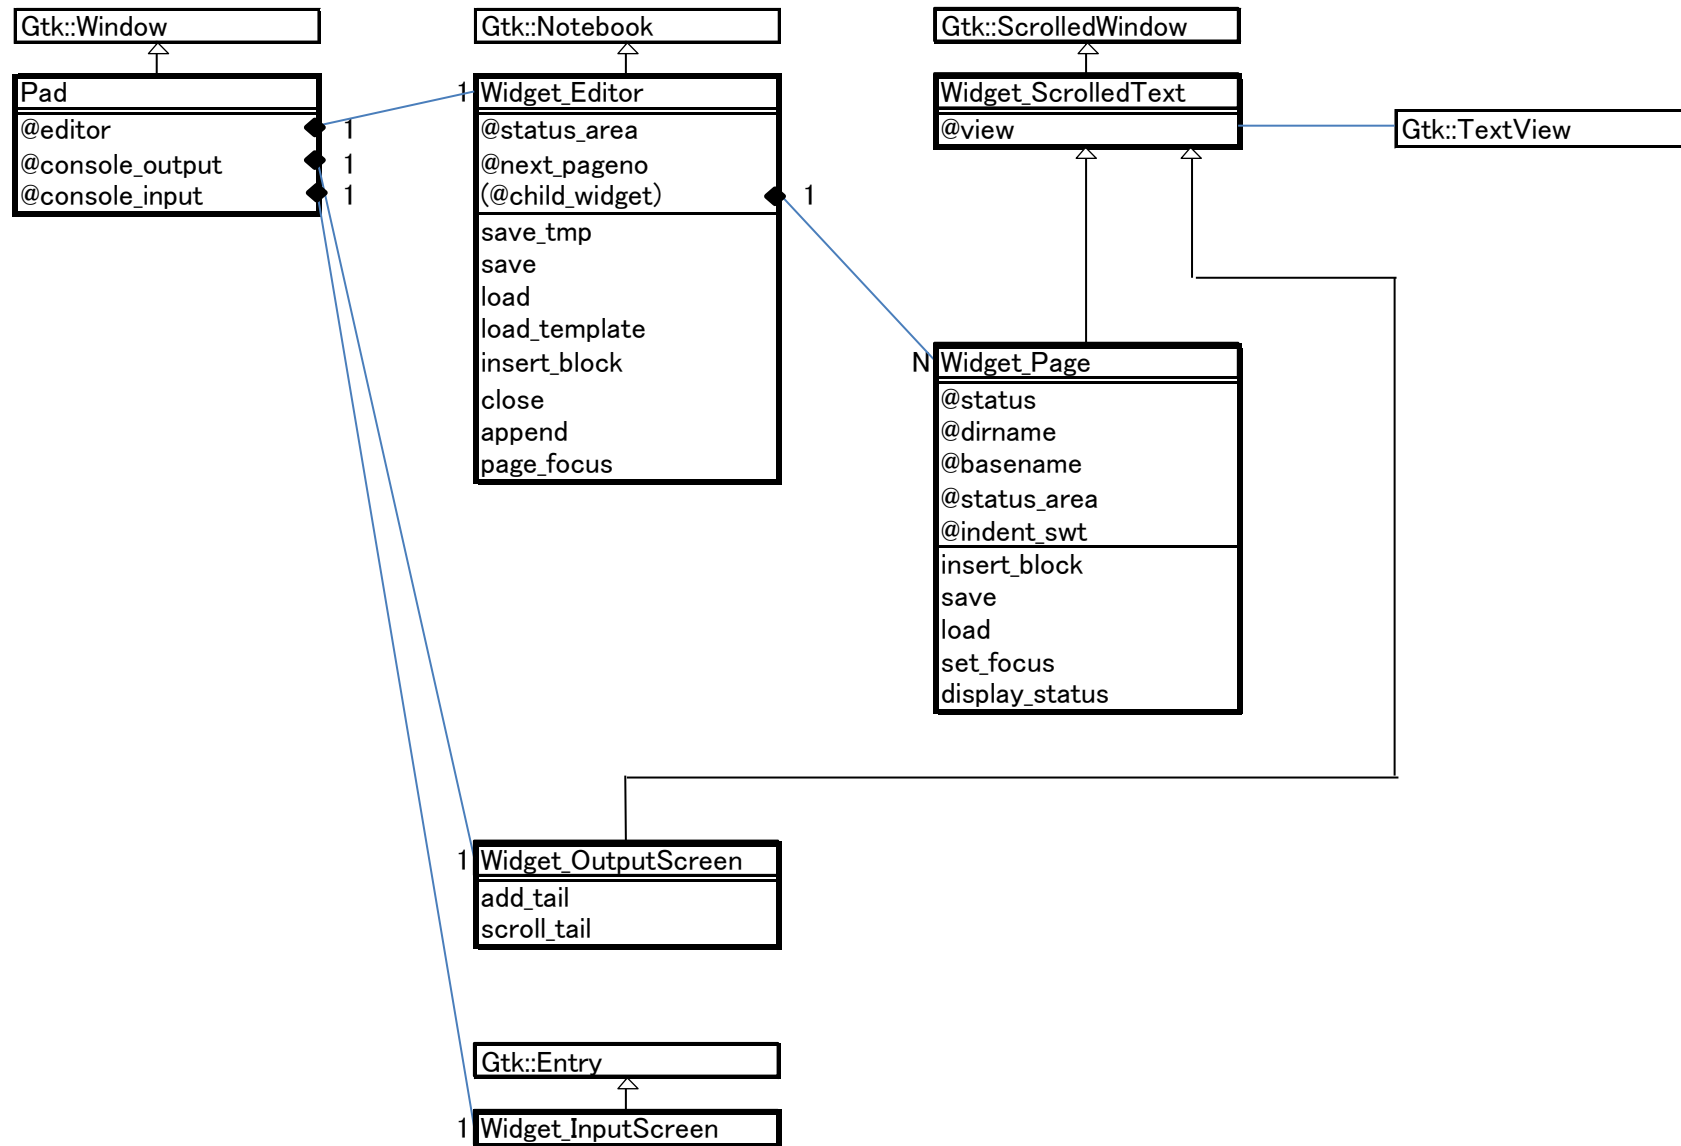 Gtk::Window
Pad
@editor
1
@console_output
1
@console_input
1
Gtk::Notebook
1
Widget_Editor
@status_area
@next_pageno
(@child_widget)
1
save_tmp
save
load
load_template
insert_block
close
append
page_focus
Gtk::ScrolledWindow
Widget_ScrolledText
@view
Gtk::TextView
N
Widget_Page
@status
@dirname
@basename
@status_area
@indent_swt
insert_block
save
load
set_focus
display_status
1
Widget_OutputScreen
add_tail
scroll_tail
Gtk::Entry
1
Widget_InputScreen